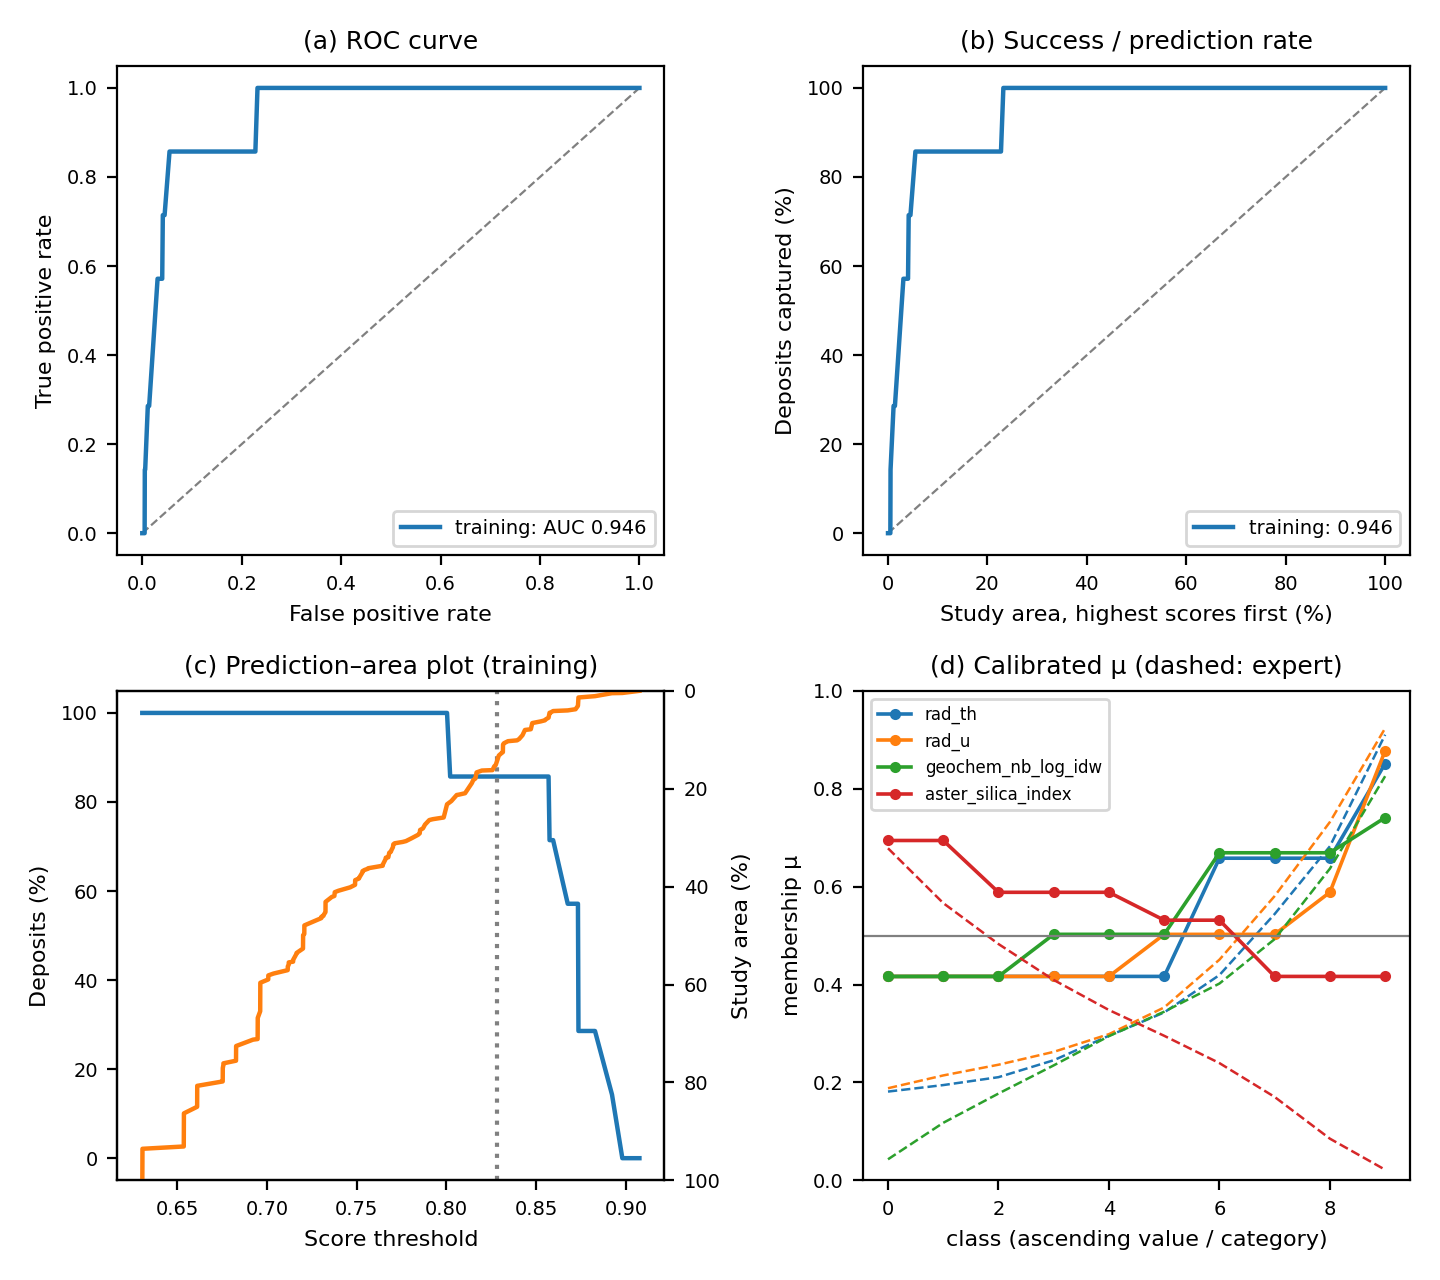 (a) ROC curve
True positive rate
1.0
0.8
0.6
0.4
0.2
0.0
training: AUC 0.946
0.0 0.2 0.4 0.6 0.8 1.0
False positive rate
(b) Success / prediction rate
Deposits captured (%)
100
80
60
40
20
0
training: 0.946
0 20 40 60 80 100
Study area, highest scores first (%)
(c) Prediction–area plot (training)
Deposits (%)
100
80
60
40
20
0
0
20
40
60
80
100
Study area (%)
0.65 0.70 0.75 0.80 0.85 0.90
Score threshold
(d) Calibrated μ (dashed: expert)
membership μ
1.0
0.8
0.6
0.4
0.2
0.0
rad_th
rad_u
geochem_nb_log_idw
aster_silica_index
0 2 4 6 8
class (ascending value / category)